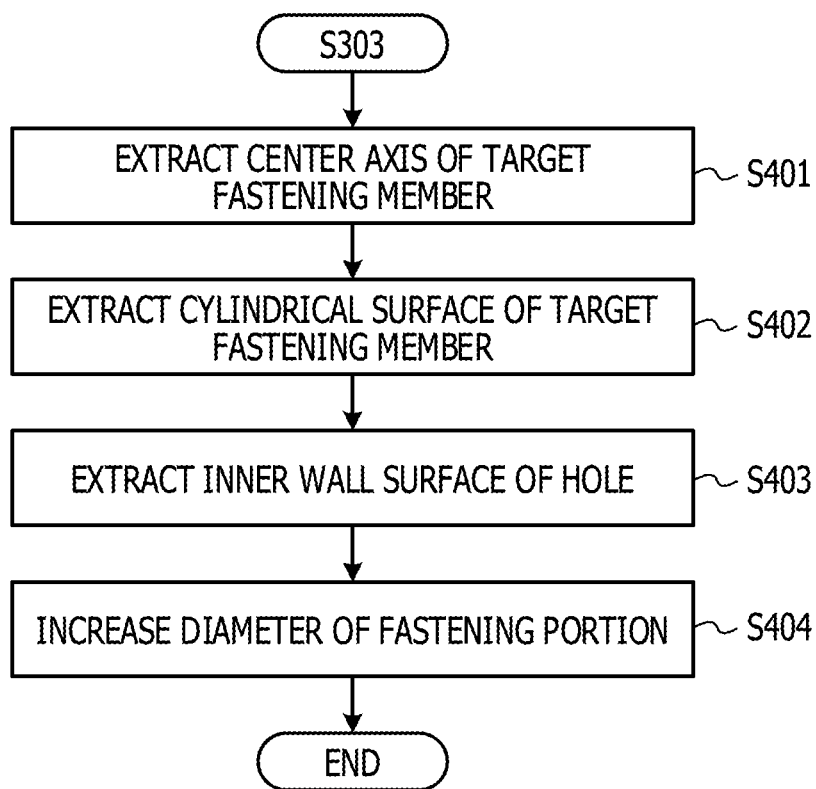 S303
EXTRACT CENTER AXIS OF TARGET
FASTENING MEMBER
S401
EXTRACT CYLINDRICAL SURFACE OF TARGET
FASTENING MEMBER
S402
EXTRACT INNER WALL SURFACE OF HOLE
S403
INCREASE DIAMETER OF FASTENING PORTION
S404
END